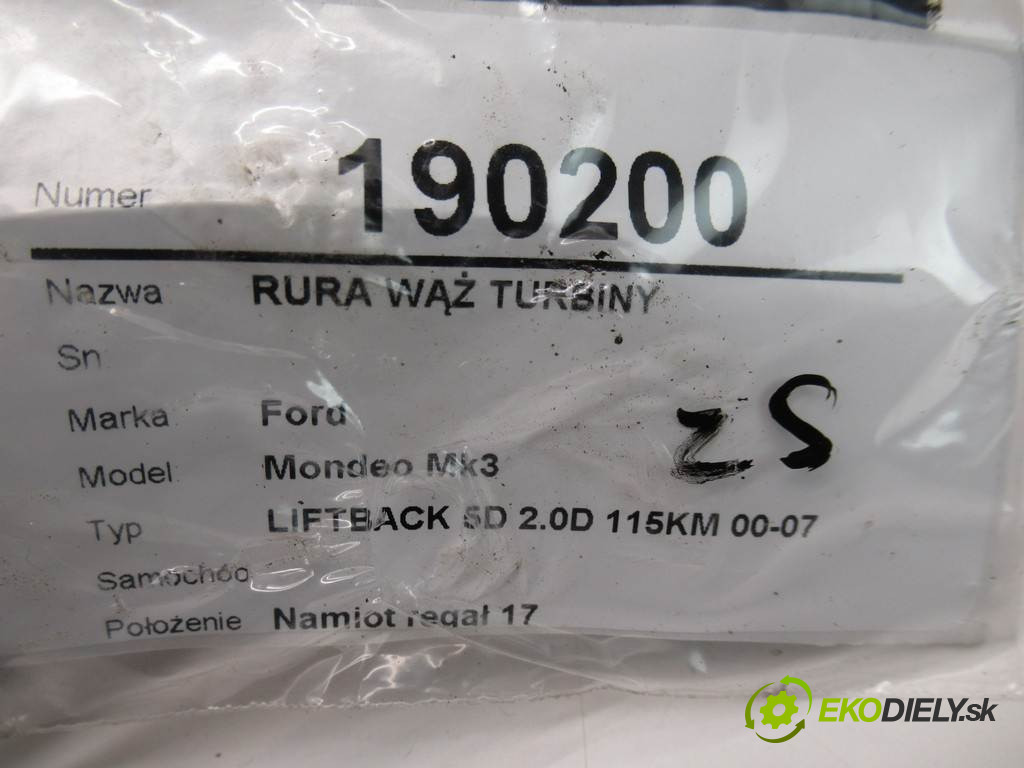 Numer 190200
Nazwa RURA WĄŻ TURBINY
Sn
Marka Ford
Model Mondeo Mk3
Typ LIFTBACK 5D 2.0D 115KM 00-07
Samochód
Położenie Namiot regał 17
EKODIELY.sk